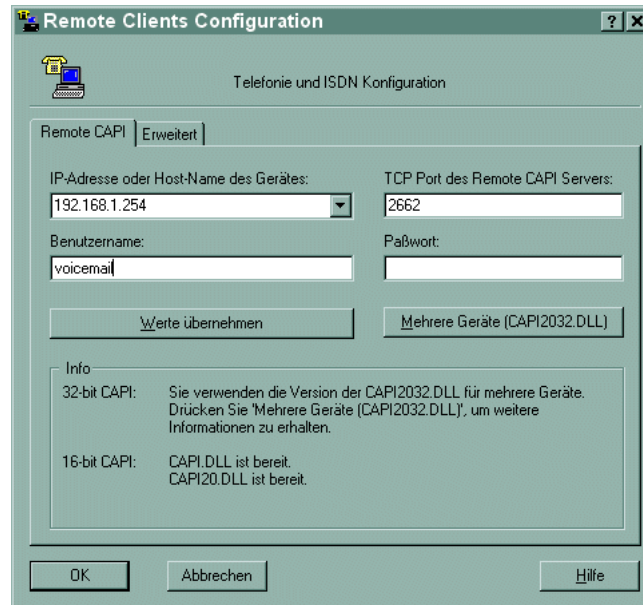 Remote Clients Configuration
Telefonie und ISDN Konfiguration
Remote CAPI
Erweitert
IP-Adresse oder Host-Name des Gerätes:
TCP Port des Remote CAPI Servers:
192.168.1.254
2662
Benutzername:
Paßwort:
voicemail
Werte übernehmen
Mehrere Geräte (CAPI2032.DLL)
Info
32-bit CAPI:
Sie verwenden die Version der CAPI2032.DLL für mehrere Geräte.
Drücken Sie 'Mehrere Geräte (CAPI2032.DLL)', um weitere
Informationen zu erhalten.
16-bit CAPI:
CAPI.DLL ist bereit.
CAPI20.DLL ist bereit.
OK
Abbrechen
Hilfe